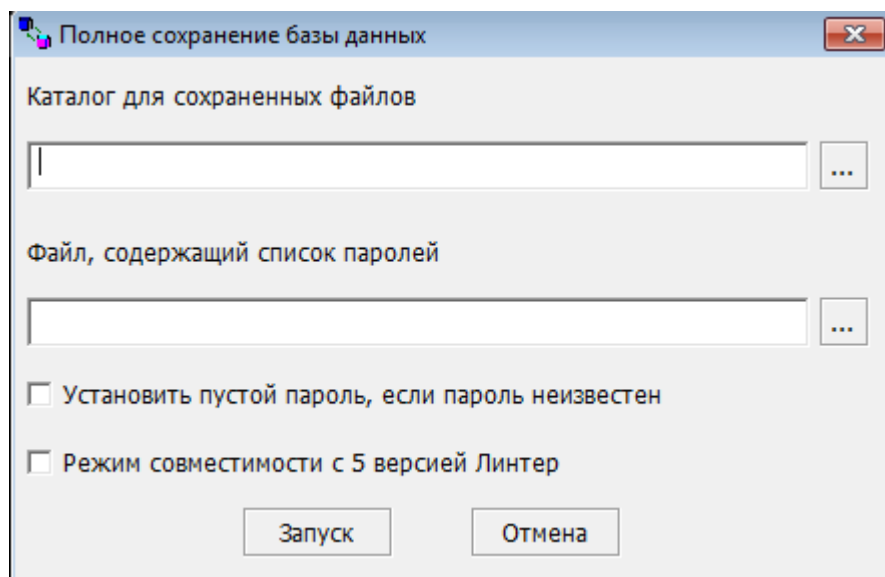 Полное сохранение базы данных
Каталог для сохраненных файлов
...
Файл, содержащий список паролей
...
Установить пустой пароль, если пароль неизвестен
Режим совместимости с 5 версией Линтер
Запуск Отмена